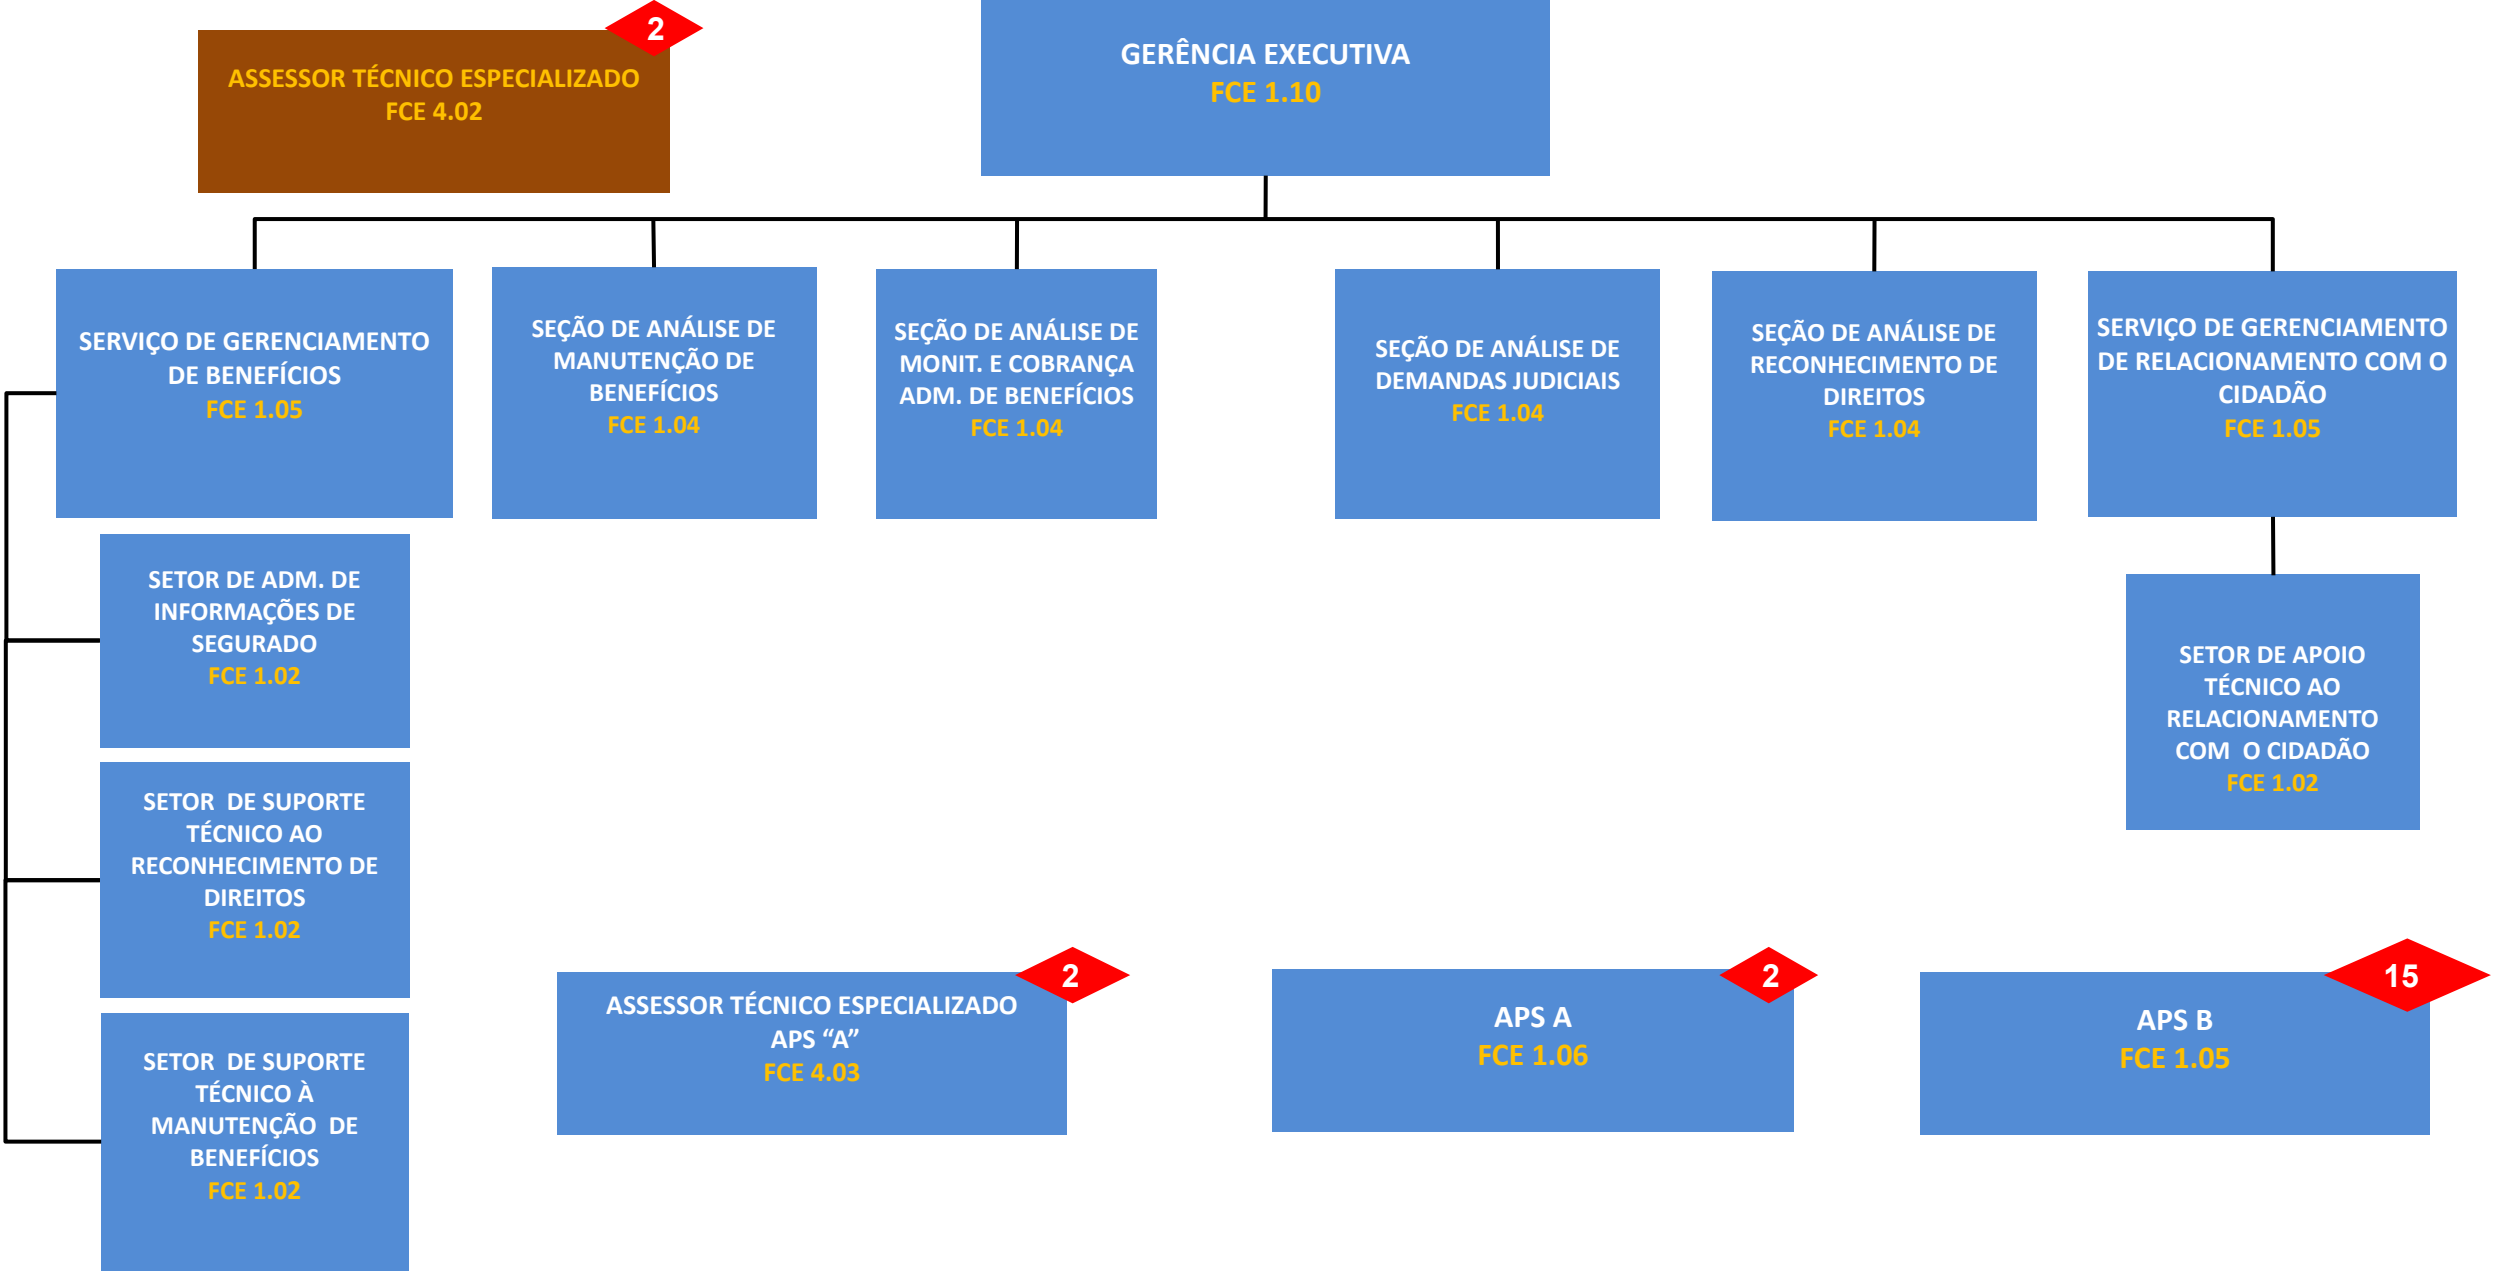 2
ASSESSOR TÉCNICO ESPECIALIZADO
FCE 4.02
GERÊNCIA EXECUTIVA
FCE 1.10
SERVIÇO DE GERENCIAMENTO
DE BENEFÍCIOS
FCE 1.05
SEÇÃO DE ANÁLISE DE
MANUTENÇÃO DE
BENEFÍCIOS
FCE 1.04
SEÇÃO DE ANÁLISE DE
MONIT. E COBRANÇA
ADM. DE BENEFÍCIOS
FCE 1.04
SEÇÃO DE ANÁLISE DE
DEMANDAS JUDICIAIS
FCE 1.04
SEÇÃO DE ANÁLISE DE
RECONHECIMENTO DE
DIREITOS
FCE 1.04
SERVIÇO DE GERENCIAMENTO
DE RELACIONAMENTO COM O
CIDADÃO
FCE 1.05
SETOR DE ADM. DE
INFORMAÇÕES DE
SEGURADO
FCE 1.02
SETOR DE APOIO
TÉCNICO AO
RELACIONAMENTO
COM  O CIDADÃO
FCE 1.02
SETOR  DE SUPORTE
TÉCNICO AO
RECONHECIMENTO DE
DIREITOS
FCE 1.02
SETOR  DE SUPORTE
TÉCNICO À
MANUTENÇÃO  DE
BENEFÍCIOS
FCE 1.02
2
ASSESSOR TÉCNICO ESPECIALIZADO
APS “A”
FCE 4.03
2
APS A
FCE 1.06
15
APS B
FCE 1.05